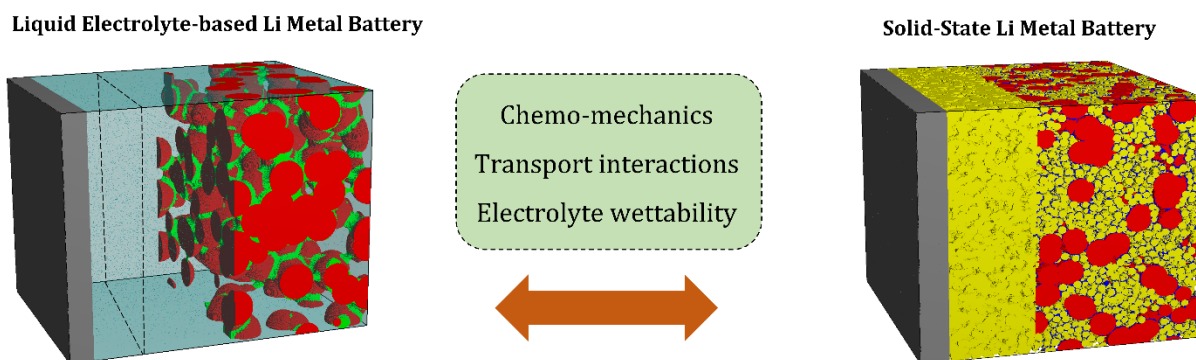 Liquid Electrolyte-based Li Metal Battery
Solid-State Li Metal Battery
Chemo-mechanics
Transport interactions
Electrolyte wettability